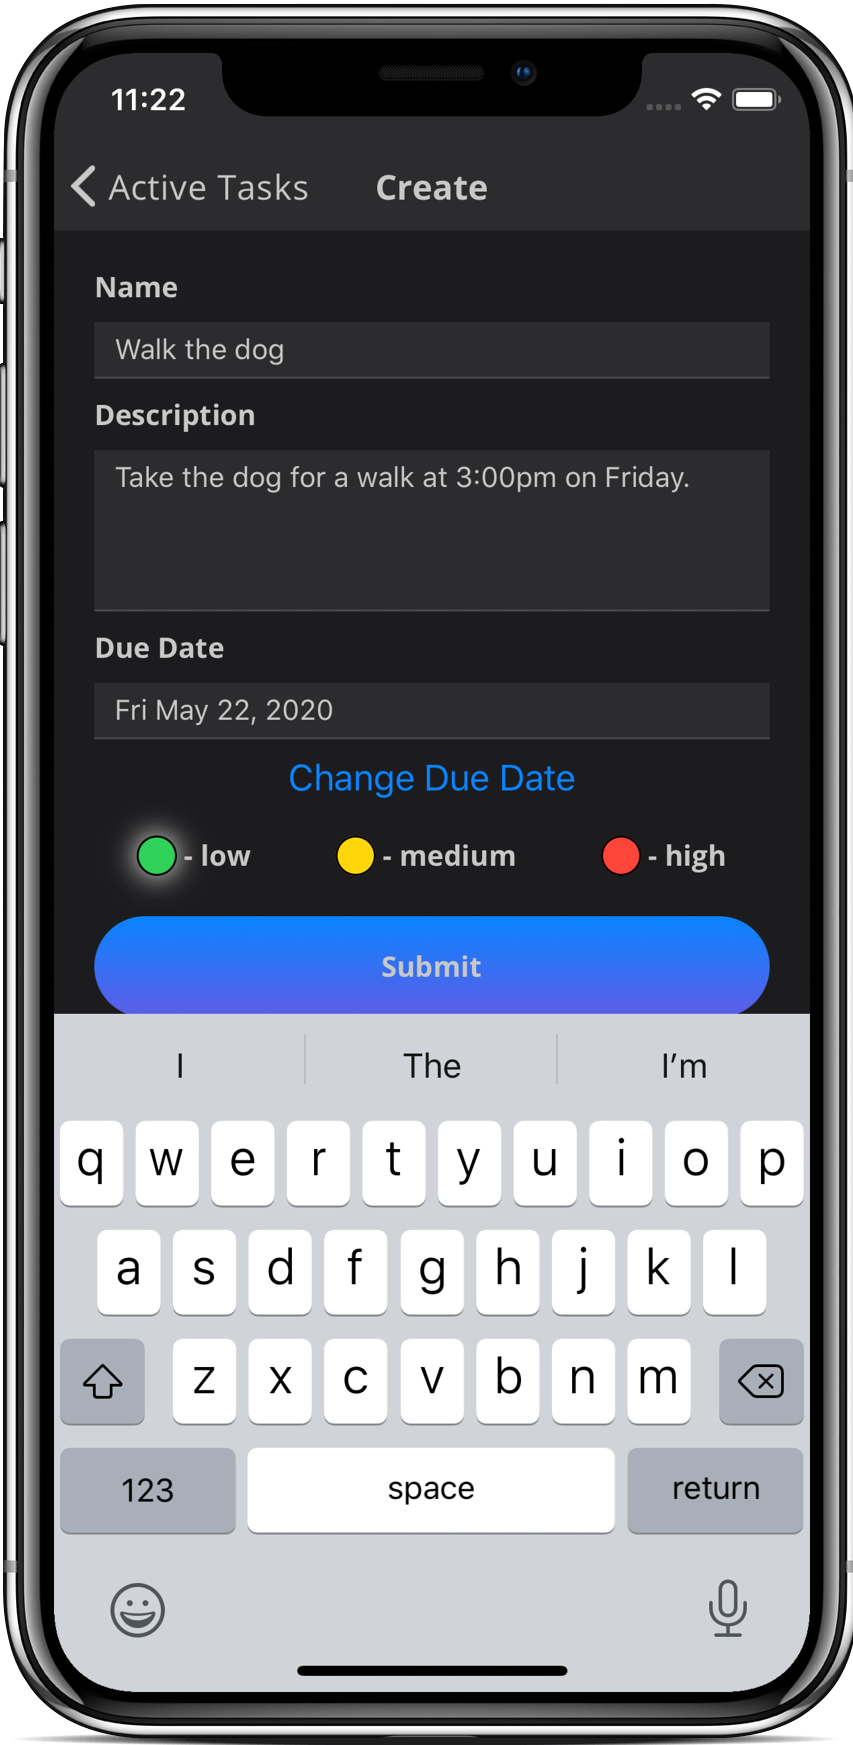 11:22
Active Tasks Create
Name
Walk the dog
Description
Take the dog for a walk at 3:00pm on Friday.
Due Date
Fri May 22, 2020
Change Due Date
- low - medium - high
Submit
I The I’m
q w e r t y u i o p
a s d f g h j k l
z x c v b n m
123 space return